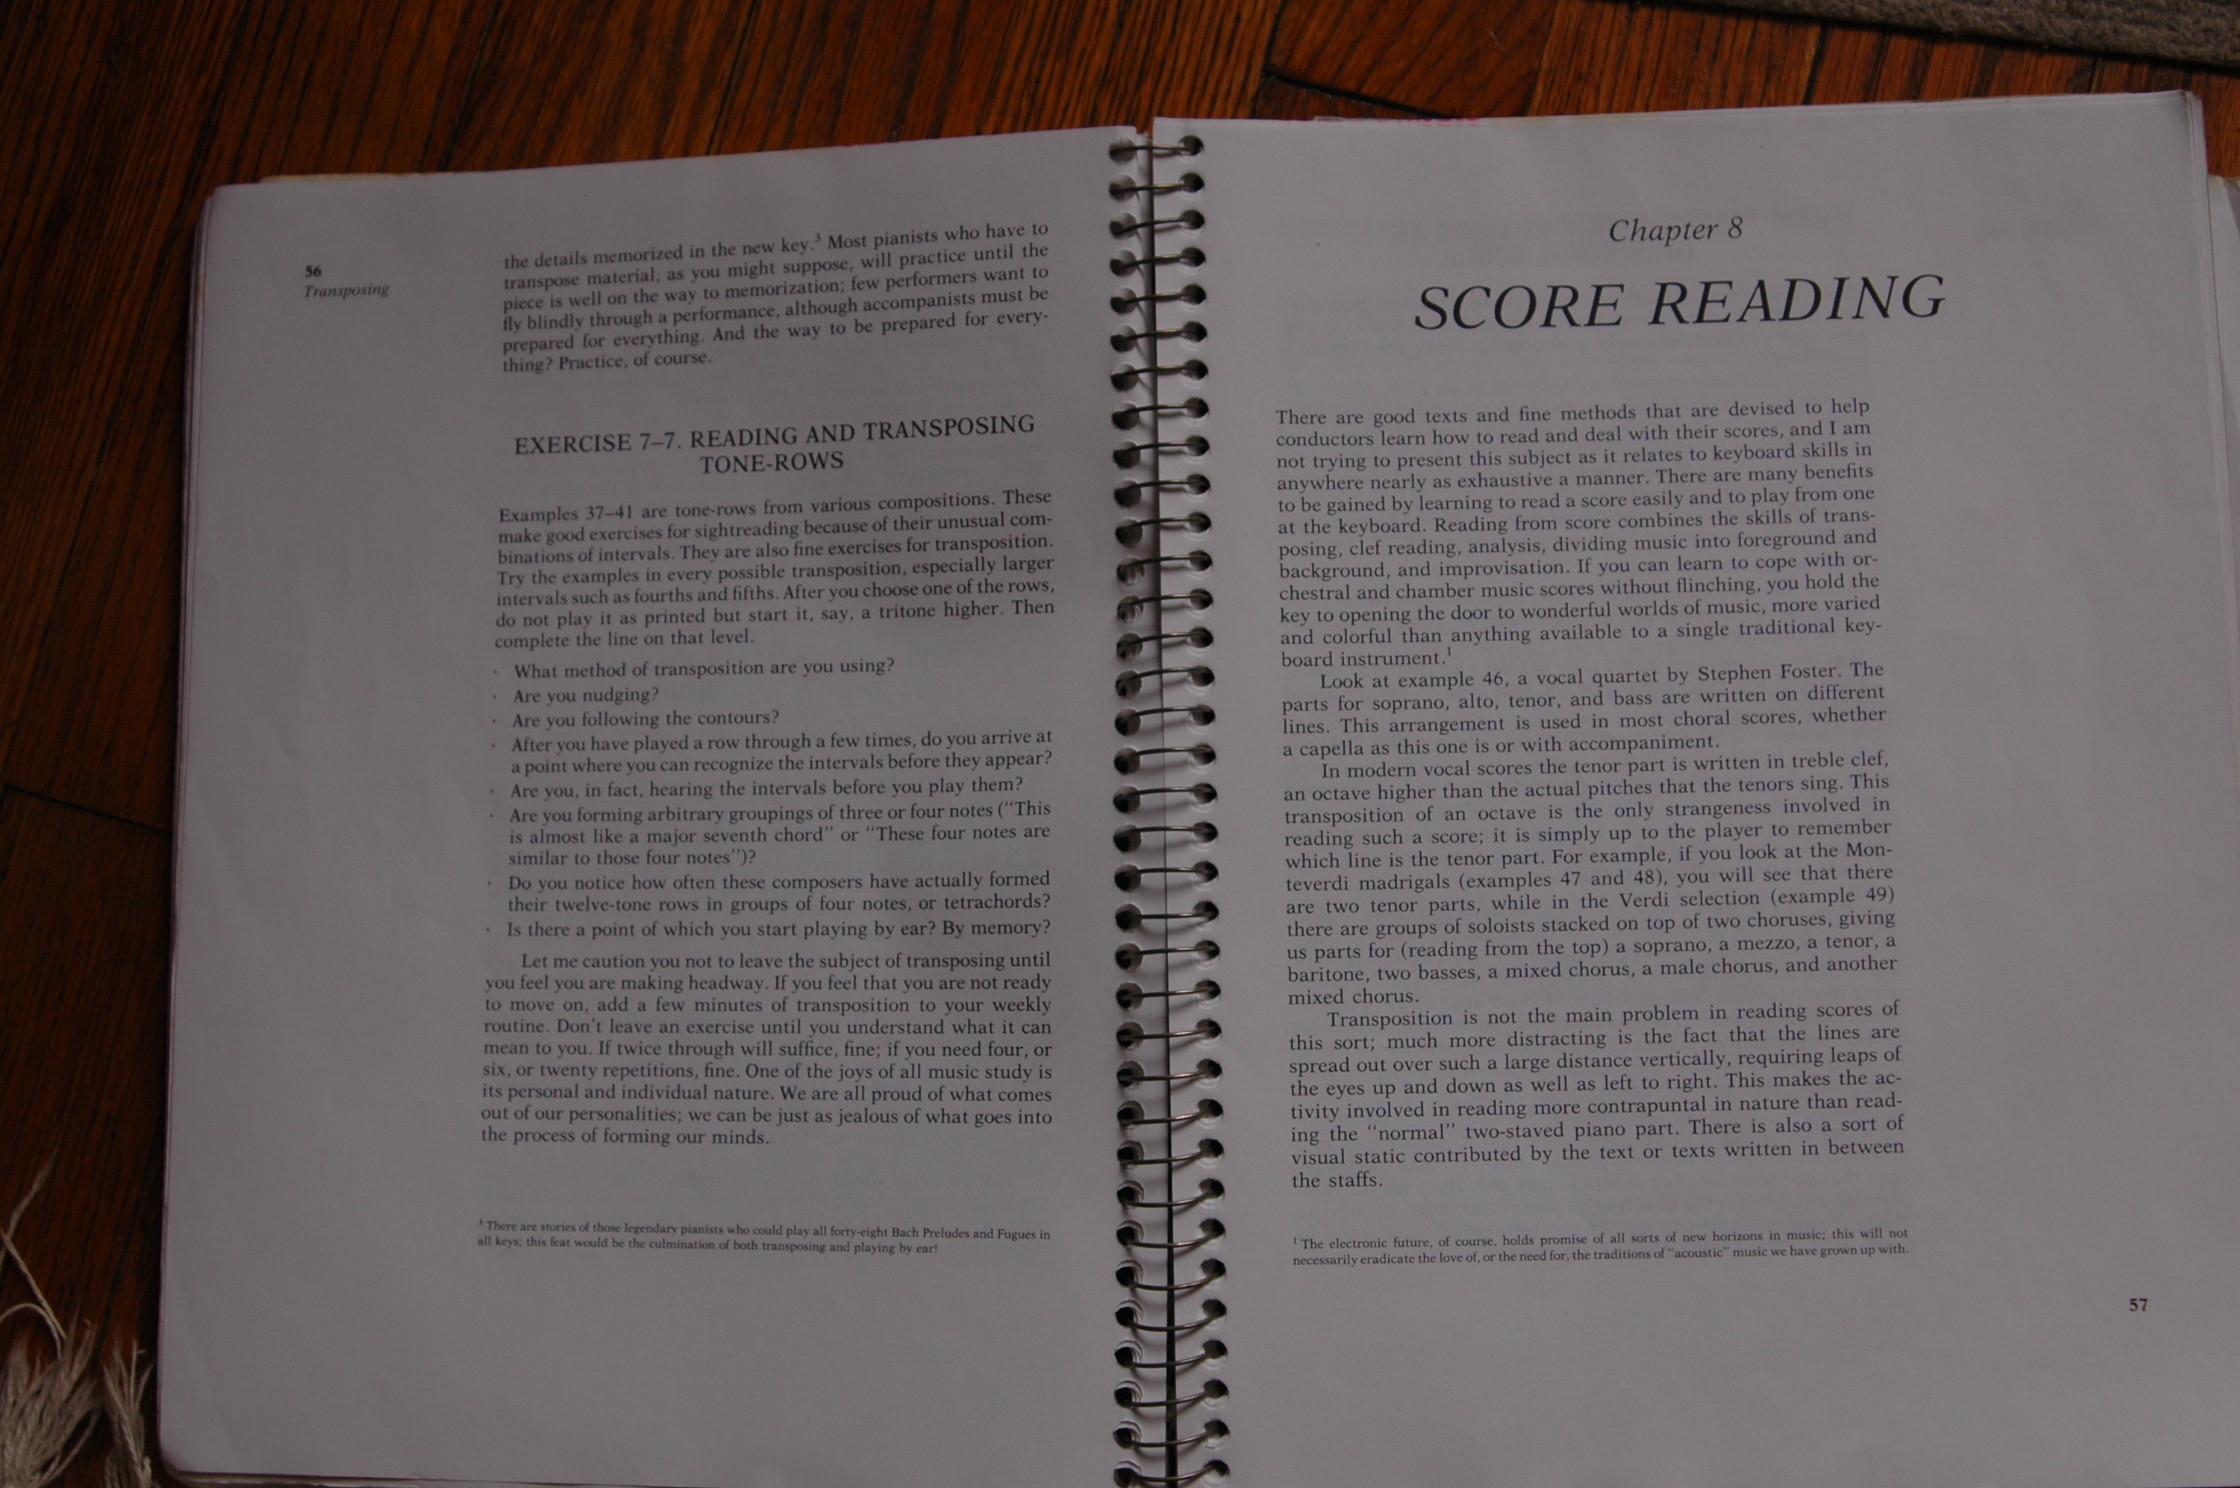 56
Transposing
the details memorized in the new key.³ Most pianists who have to
transpose material, as you might suppose, will practice until the
piece is well on the way to memorization; few performers want to
fly blindly through a performance, although accompanists must be
prepared for everything. And the way to be prepared for every-
thing? Practice, of course.
EXERCISE 7–7. READING AND TRANSPOSING
TONE-ROWS
Examples 37–41 are tone-rows from various compositions. These
make good exercises for sightreading because of their unusual com-
binations of intervals. They are also fine exercises for transposition.
Try the examples in every possible transposition, especially larger
intervals such as fourths and fifths. After you choose one of the rows,
do not play it as printed but start it, say, a tritone higher. Then
complete the line on that level.
· What method of transposition are you using?
· Are you nudging?
· Are you following the contours?
· After you have played a row through a few times, do you arrive at
a point where you can recognize the intervals before they appear?
· Are you, in fact, hearing the intervals before you play them?
· Are you forming arbitrary groupings of three or four notes (“This
is almost like a major seventh chord” or “These four notes are
similar to those four notes”)?
· Do you notice how often these composers have actually formed
their twelve-tone rows in groups of four notes, or tetrachords?
· Is there a point of which you start playing by ear? By memory?
Let me caution you not to leave the subject of transposing until
you feel you are making headway. If you feel that you are not ready
to move on, add a few minutes of transposition to your weekly
routine. Don't leave an exercise until you understand what it can
mean to you. If twice through will suffice, fine; if you need four, or
six, or twenty repetitions, fine. One of the joys of all music study is
its personal and individual nature. We are all proud of what comes
out of our personalities; we can be just as jealous of what goes into
the process of forming our minds.
³ There are stories of those legendary pianists who could play all forty-eight Bach Preludes and Fugues in
all keys; this feat would be the culmination of both transposing and playing by ear!
Chapter 8
SCORE READING
There are good texts and fine methods that are devised to help
conductors learn how to read and deal with their scores, and I am
not trying to present this subject as it relates to keyboard skills in
anywhere nearly as exhaustive a manner. There are many benefits
to be gained by learning to read a score easily and to play from one
at the keyboard. Reading from score combines the skills of trans-
posing, clef reading, analysis, dividing music into foreground and
background, and improvisation. If you can learn to cope with or-
chestral and chamber music scores without flinching, you hold the
key to opening the door to wonderful worlds of music, more varied
and colorful than anything available to a single traditional key-
board instrument.¹
Look at example 46, a vocal quartet by Stephen Foster. The
parts for soprano, alto, tenor, and bass are written on different
lines. This arrangement is used in most choral scores, whether
a capella as this one is or with accompaniment.
In modern vocal scores the tenor part is written in treble clef,
an octave higher than the actual pitches that the tenors sing. This
transposition of an octave is the only strangeness involved in
reading such a score; it is simply up to the player to remember
which line is the tenor part. For example, if you look at the Mon-
teverdi madrigals (examples 47 and 48), you will see that there
are two tenor parts, while in the Verdi selection (example 49)
there are groups of soloists stacked on top of two choruses, giving
us parts for (reading from the top) a soprano, a mezzo, a tenor, a
baritone, two basses, a mixed chorus, a male chorus, and another
mixed chorus.
Transposition is not the main problem in reading scores of
this sort; much more distracting is the fact that the lines are
spread out over such a large distance vertically, requiring leaps of
the eyes up and down as well as left to right. This makes the ac-
tivity involved in reading more contrapuntal in nature than read-
ing the “normal” two-staved piano part. There is also a sort of
visual static contributed by the text or texts written in between
the staffs.
¹ The electronic future, of course, holds promise of all sorts of new horizons in music; this will not
necessarily eradicate the love of, or the need for, the traditions of “acoustic” music we have grown up with.
57